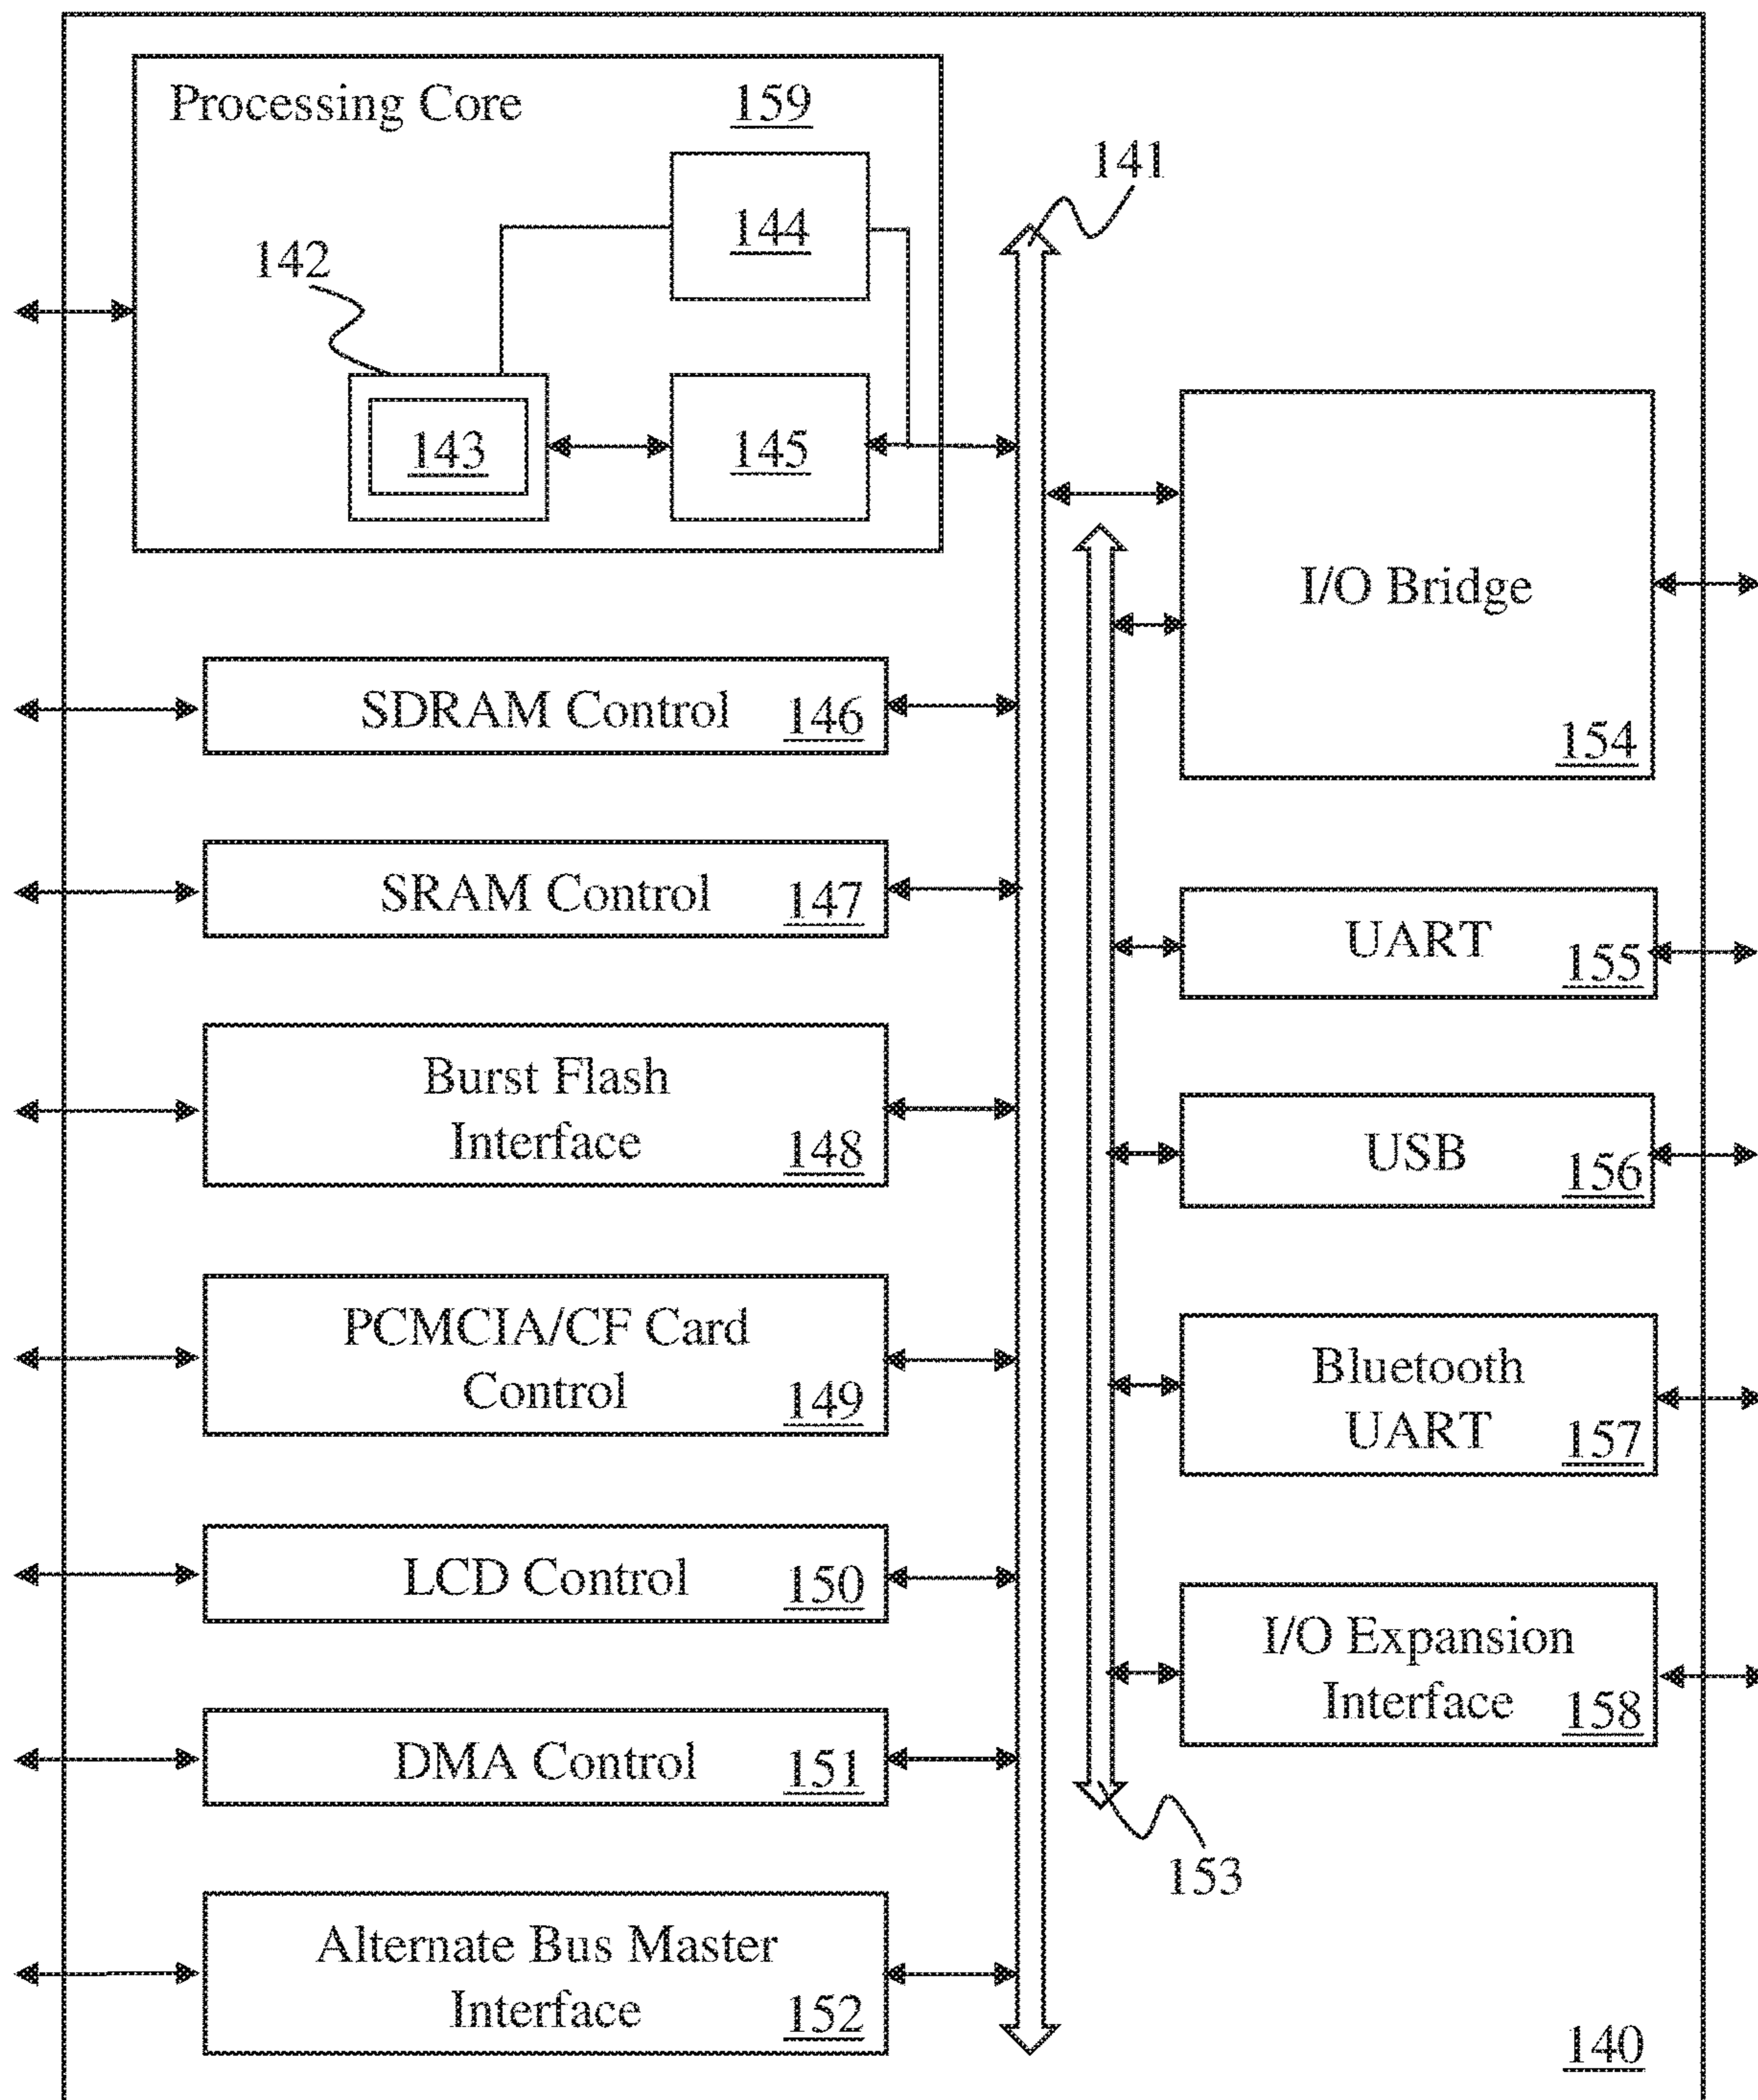 Processing Core 159
141
144
142
143
145
I/O Bridge
154
SDRAM Control 146
SRAM Control 147
UART 155
Burst Flash
Interface 148
USB 156
PCMCIA/CF Card
Control 149
Bluetooth
UART 157
LCD Control 150
I/O Expansion
Interface 158
DMA Control 151
153
Alternate Bus Master
Interface 152
140